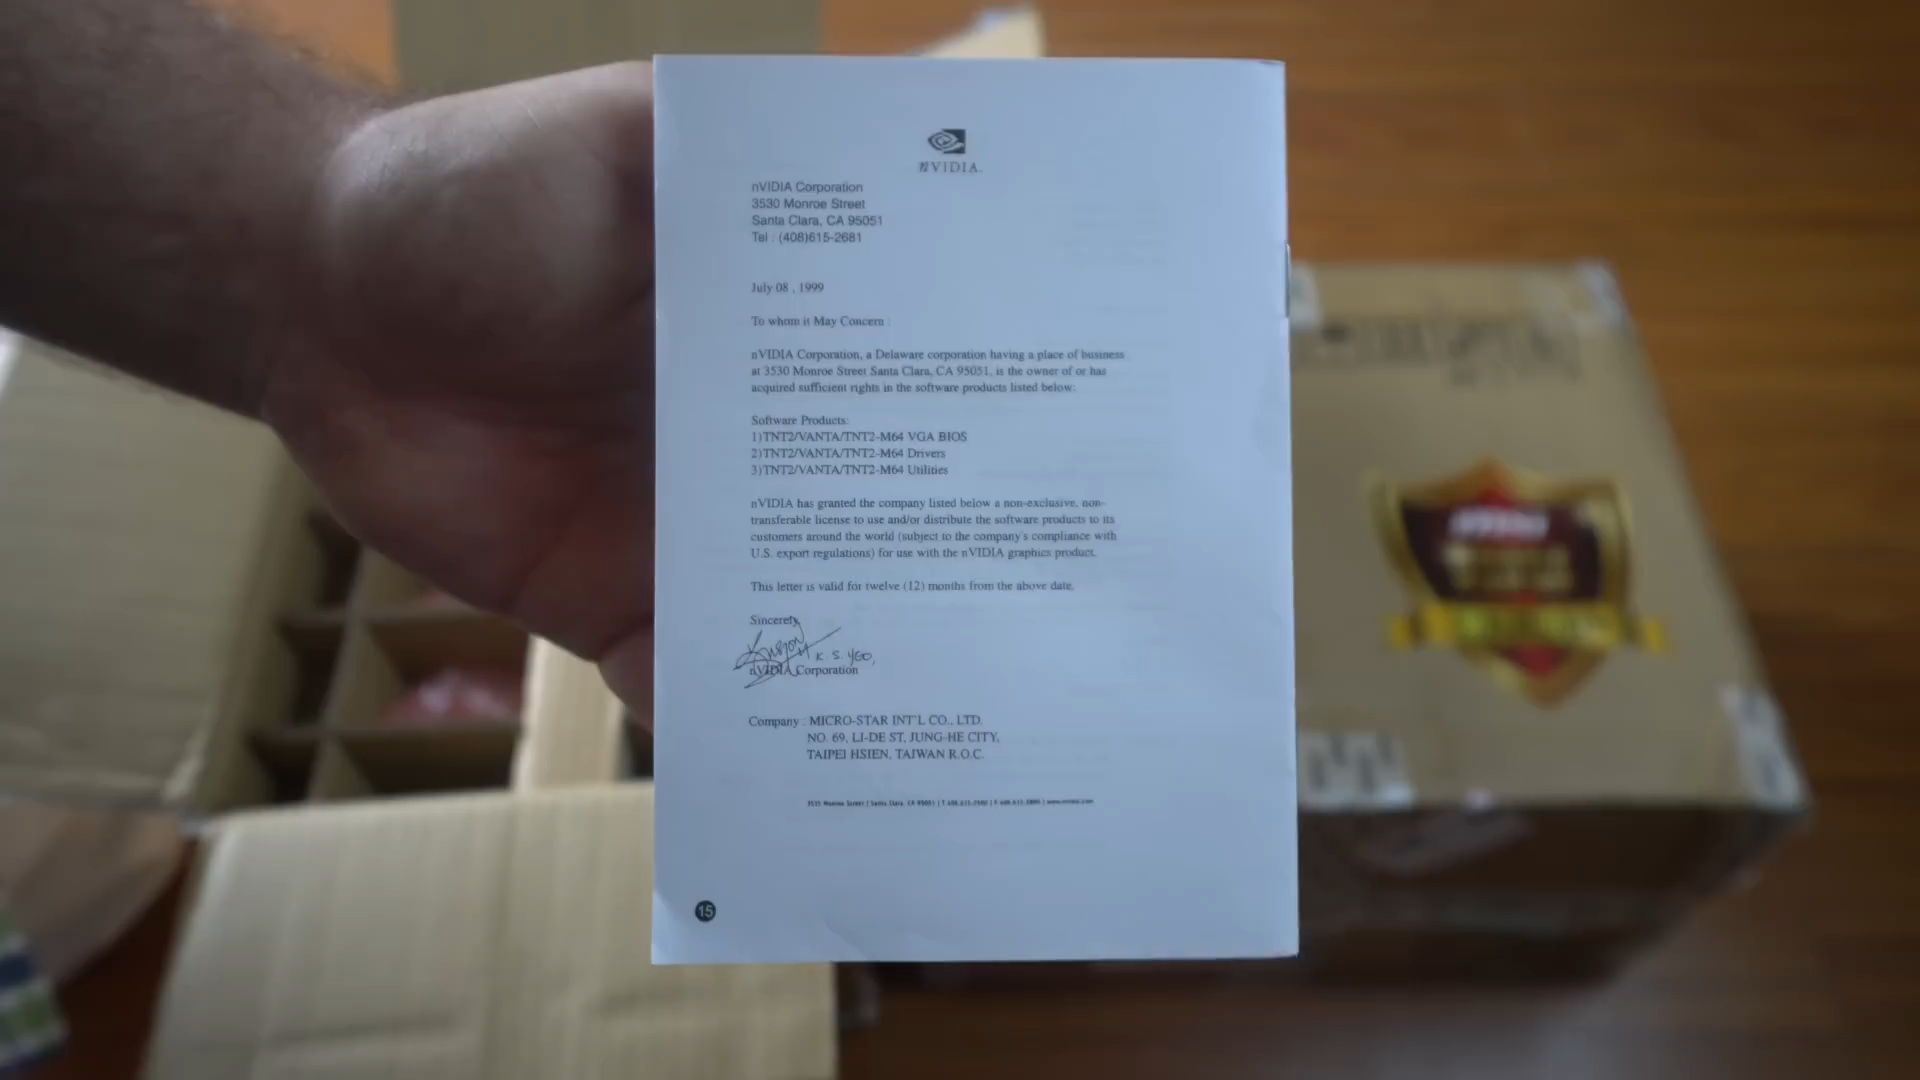 nVIDIA.
nVIDIA Corporation
3530 Monroe Street
Santa Clara, CA 95051
Tel : (408)615-2681
July 08 , 1999
To whom it May Concern :
nVIDIA Corporation, a Delaware corporation having a place of business
at 3530 Monroe Street Santa Clara, CA 95051, is the owner of or has
acquired sufficient rights in the software products listed below:
Software Products:
1)TNT2/VANTA/TNT2-M64 VGA BIOS
2)TNT2/VANTA/TNT2-M64 Drivers
3)TNT2/VANTA/TNT2-M64 Utilities
nVIDIA has granted the company listed below a non-exclusive, non-
transferable license to use and/or distribute the software products to its
customers around the world (subject to the company's compliance with
U.S. export regulations) for use with the nVIDIA graphics product.
This letter is valid for twelve (12) months from the above date.
Sincerety,
K. S. YEO,
nVIDIA Corporation
Company : MICRO-STAR INT'L CO., LTD.
NO. 69, LI-DE ST, JUNG-HE CITY,
TAIPEI HSIEN, TAIWAN R.O.C.
Monroe Street | Santa Clara, CA 95051 |
15